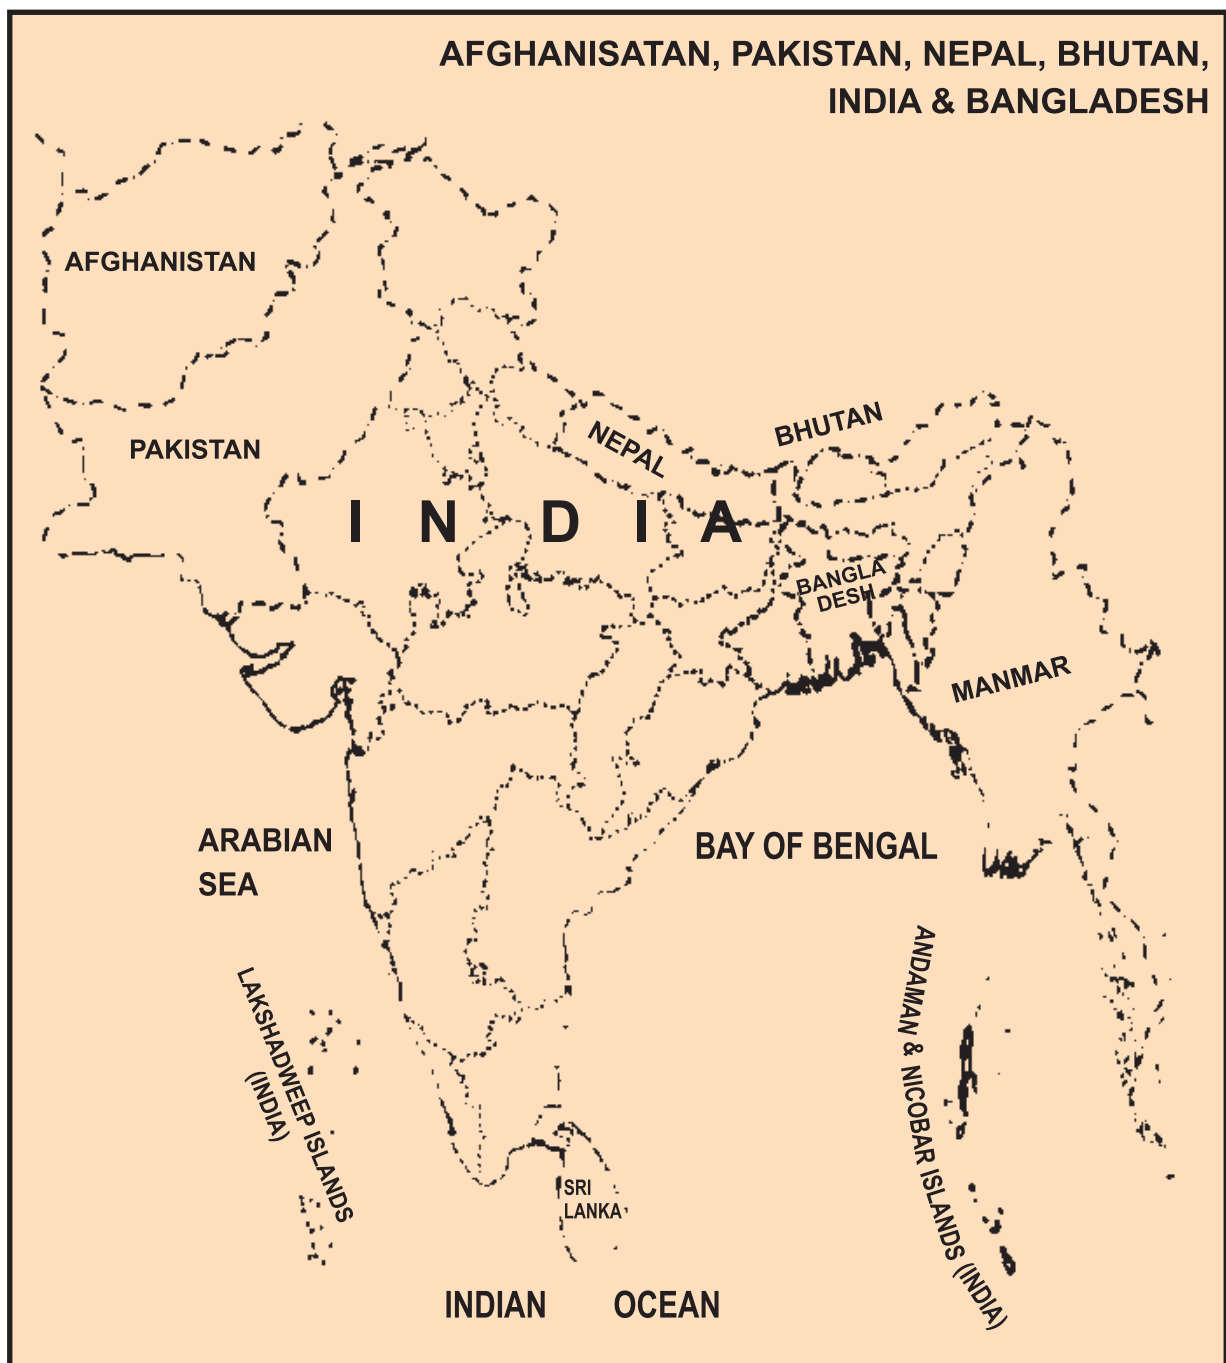 AFGHANISATAN, PAKISTAN, NEPAL, BHUTAN,
INDIA & BANGLADESH
AFGHANISTAN
PAKISTAN
NEPAL
BHUTAN
I N D I A
BANGLA
DESH
MANMAR
ARABIAN
SEA
BAY OF BENGAL
LAKSHADWEEP ISLANDS
(INDIA)
ANDAMAN & NICOBAR ISLANDS (INDIA)
SRI
LANKA
INDIAN OCEAN